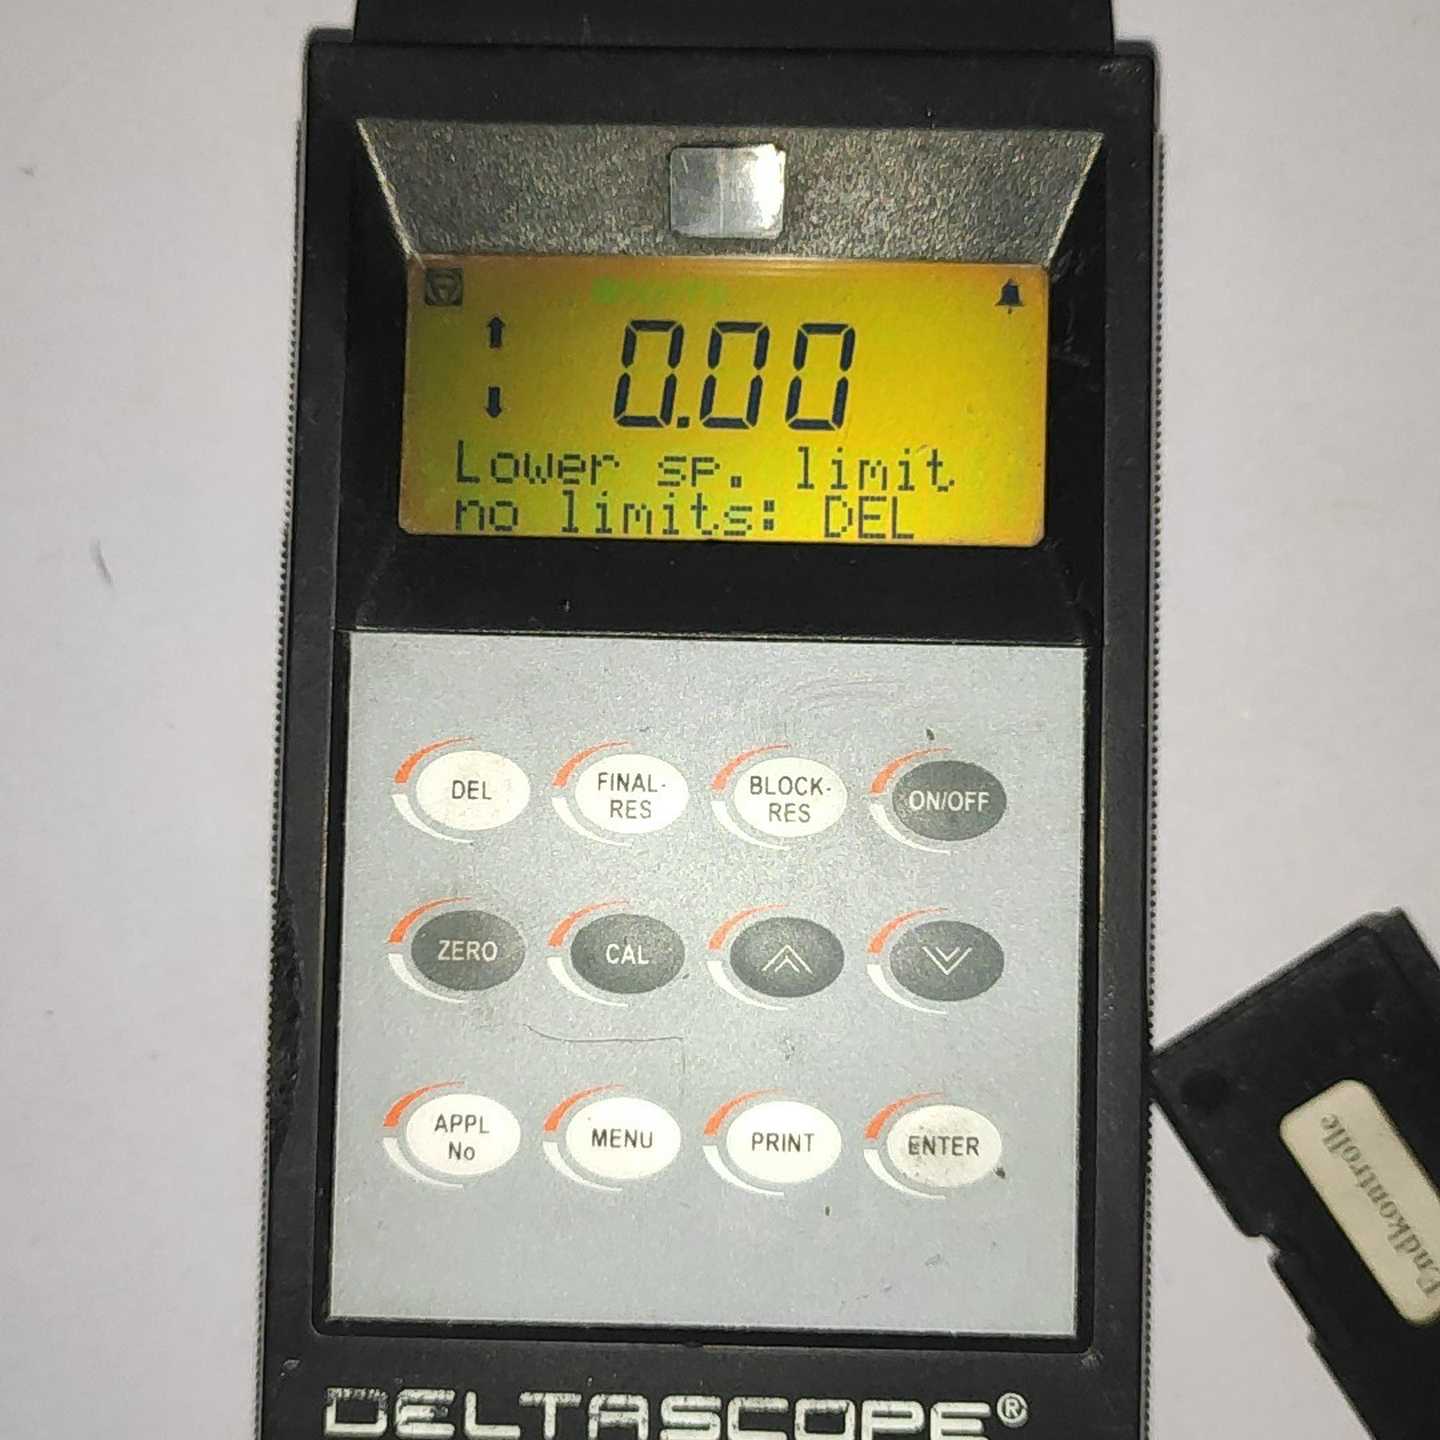 0.00
Lower sp. limit
no limits: DEL
DEL
FINAL-
RES
BLOCK-
RES
ON/OFF
ZERO
CAL
APPL
No
MENU
PRINT
ENTER
DELTASCOPE®
Endkontrolle